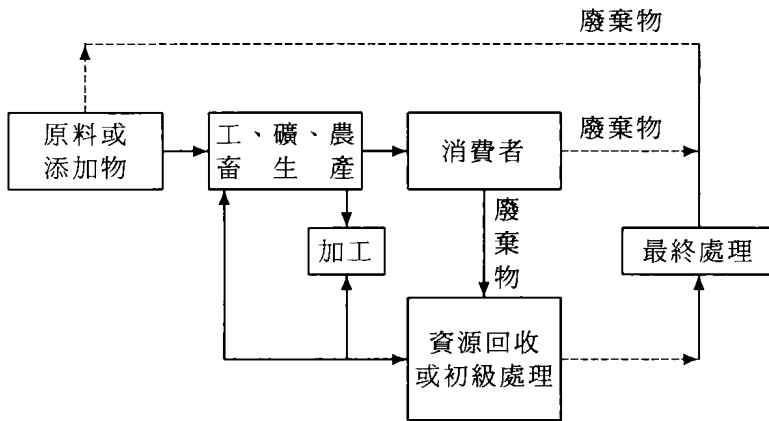 廢棄物
原料或
添加物
工、礦、農
畜生產
消費者
廢棄物
廢棄物
加工
最終處理
資源回收
或初級處理